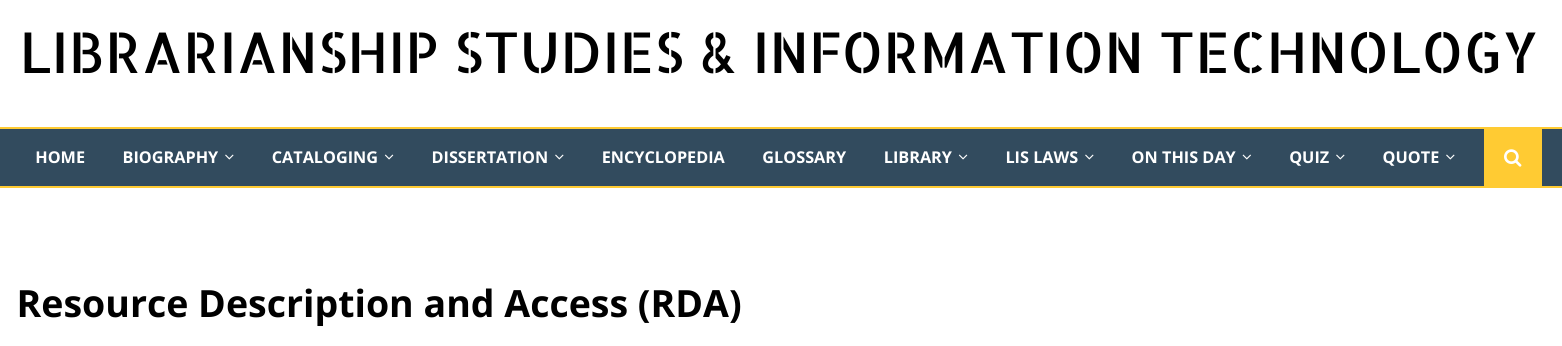 LIBRARIANSHIP STUDIES & INFORMATION TECHNOLOGY
HOME BIOGRAPHY CATALOGING DISSERTATION ENCYCLOPEDIA GLOSSARY LIBRARY LIS LAWS ON THIS DAY QUIZ QUOTE
Resource Description and Access (RDA)